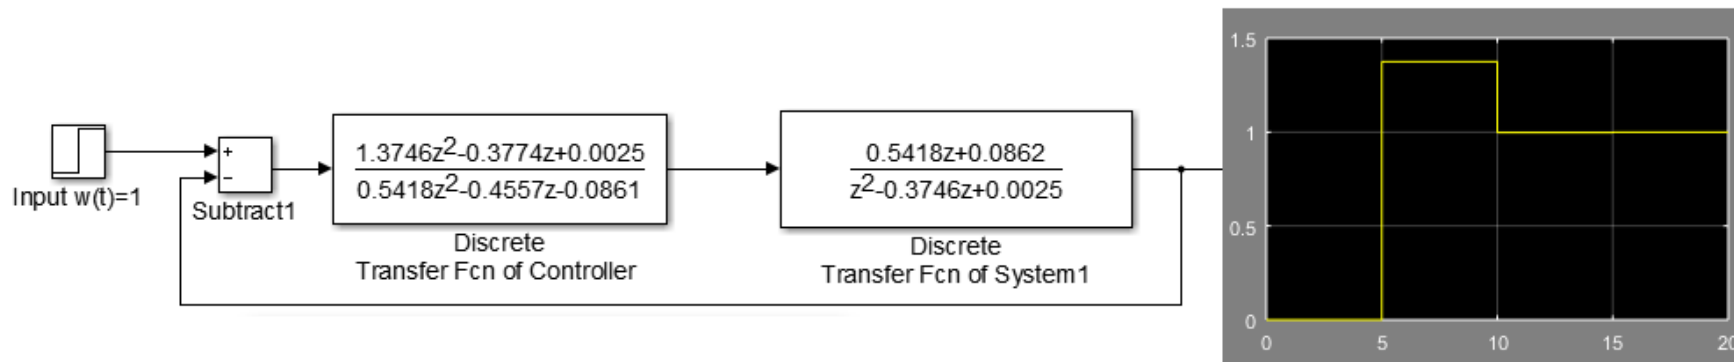 Input w(t)=1
+
−
Subtract1
1.3746z²-0.3774z+0.0025
0.5418z²-0.4557z-0.0861
Discrete
Transfer Fcn of Controller
0.5418z+0.0862
z²-0.3746z+0.0025
Discrete
Transfer Fcn of System1
1.5
1
0.5
0
0 5 10 15 20